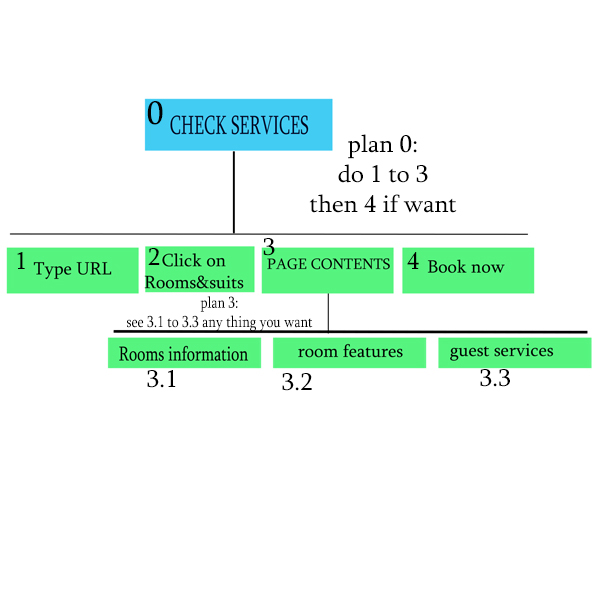 0 CHECK SERVICES
plan 0:
do 1 to 3
then 4 if want
1 Type URL
2 Click on
Rooms&suits
3
PAGE CONTENTS
4 Book now
plan 3:
see 3.1 to 3.3 any thing you want
Rooms information
3.1
room features
3.2
guest services
3.3